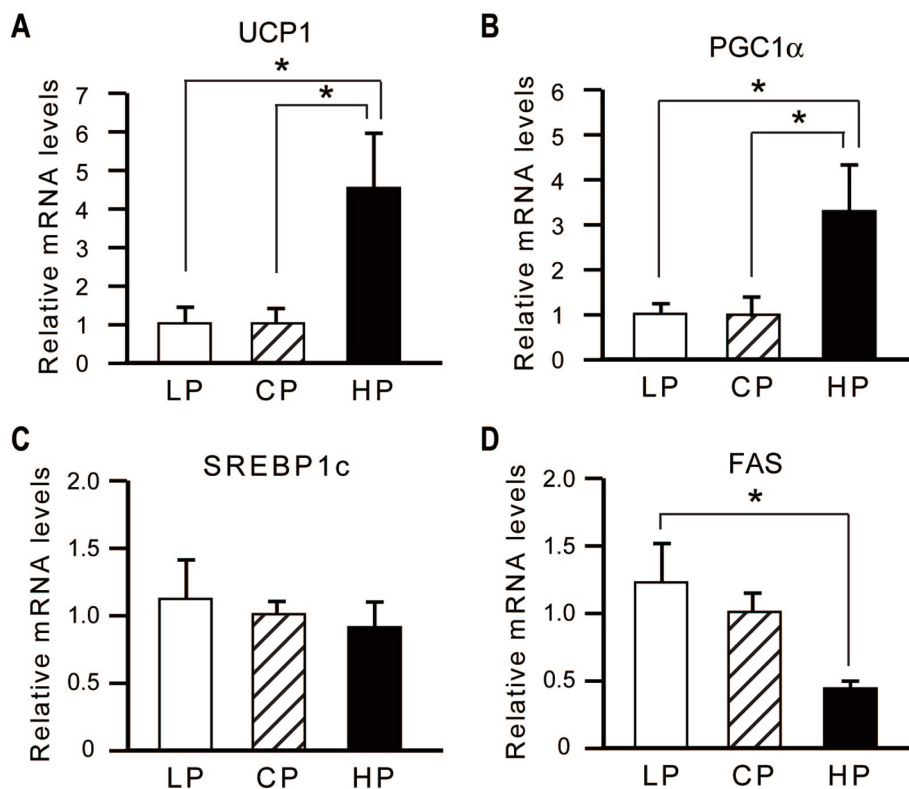 A
UCP1
*
*
Relative mRNA levels
7
6
5
4
3
2
1
0
LP CP HP
B
PGC1α
*
*
Relative mRNA levels
6
5
4
3
2
1
0
LP CP HP
C
SREBP1c
Relative mRNA levels
2.0
1.5
1.0
0.5
0
LP CP HP
D
FAS
*
Relative mRNA levels
2.0
1.5
1.0
0.5
0
LP CP HP